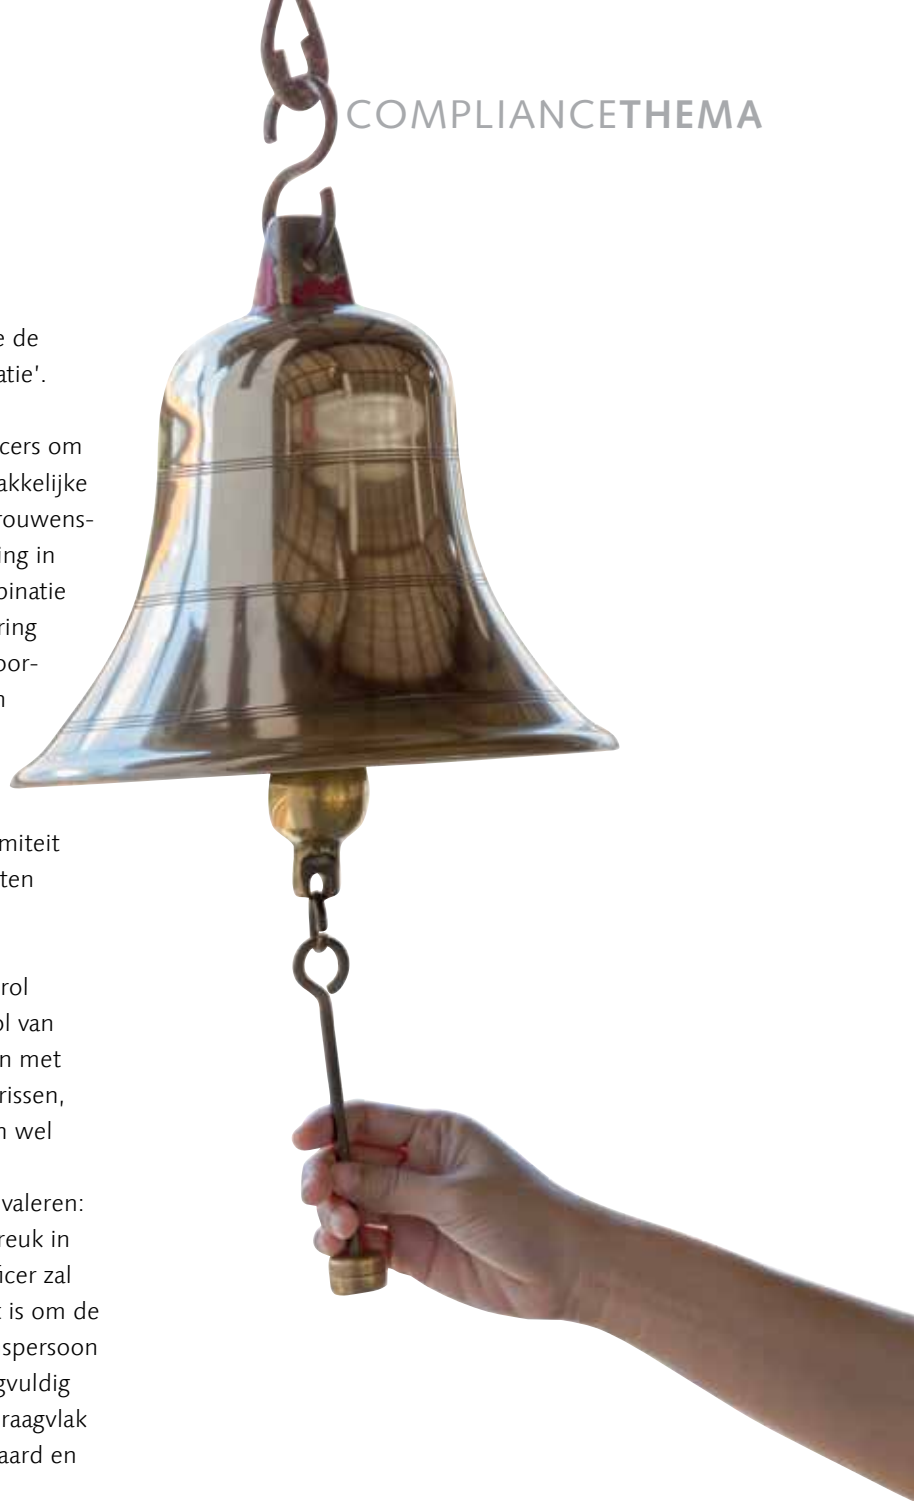 COMPLIANCETHEMA
e de
atie'.
cers om
akkelijke
rouwens-
ing in
binatie
ring
oor-
n
miteit
ten
rol
ol van
n met
rissen,
n wel
valeren:
reuk in
ficer zal
t is om de
spersoon
gvuldig
raagvlak
aard en